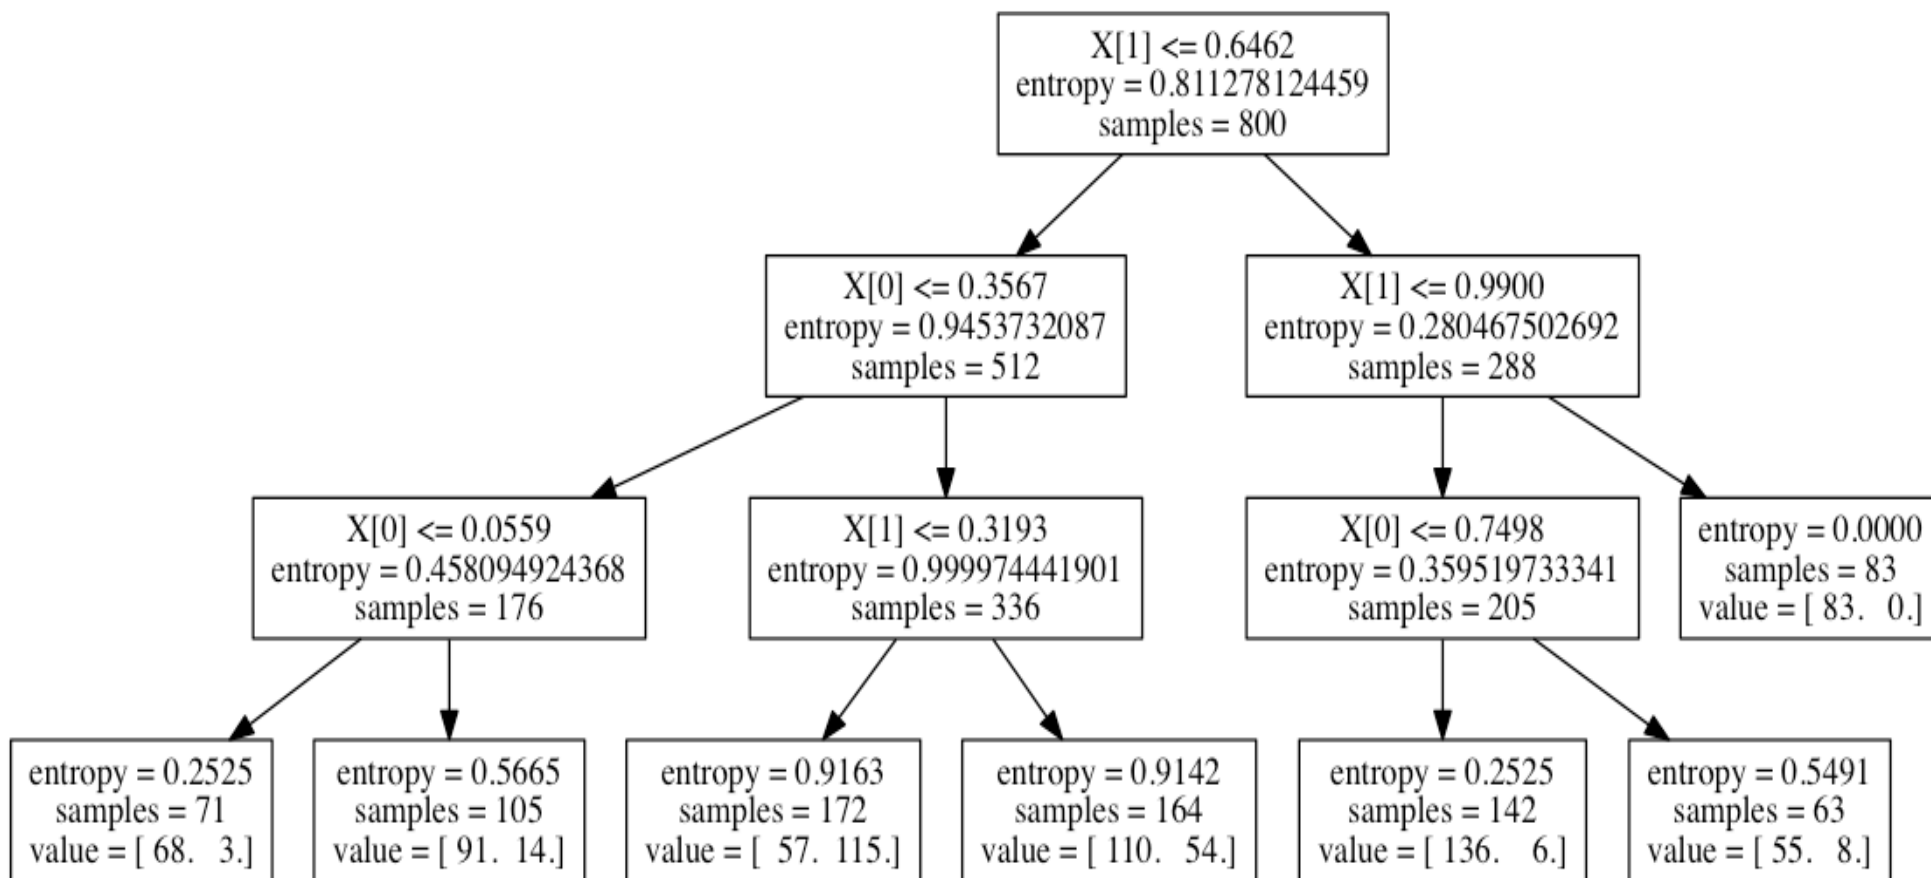 X[1] <= 0.6462
entropy = 0.811278124459
samples = 800
X[0] <= 0.3567
entropy = 0.9453732087
samples = 512
X[1] <= 0.9900
entropy = 0.280467502692
samples = 288
X[0] <= 0.0559
entropy = 0.458094924368
samples = 176
X[1] <= 0.3193
entropy = 0.999974441901
samples = 336
X[0] <= 0.7498
entropy = 0.359519733341
samples = 205
entropy = 0.0000
samples = 83
value = [ 83. 0.]
entropy = 0.2525
samples = 71
value = [ 68. 3.]
entropy = 0.5665
samples = 105
value = [ 91. 14.]
entropy = 0.9163
samples = 172
value = [ 57. 115.]
entropy = 0.9142
samples = 164
value = [ 110. 54.]
entropy = 0.2525
samples = 142
value = [ 136. 6.]
entropy = 0.5491
samples = 63
value = [ 55. 8.]